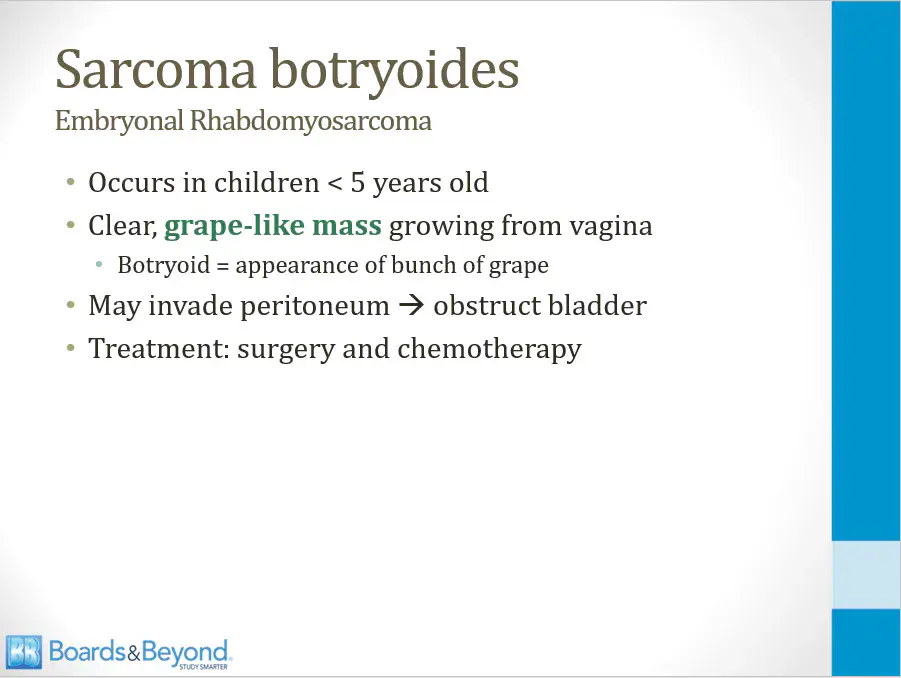 Sarcoma botryoides
Embryonal Rhabdomyosarcoma
• Occurs in children < 5 years old
• Clear, grape-like mass growing from vagina
• Botryoid = appearance of bunch of grape
• May invade peritoneum → obstruct bladder
• Treatment: surgery and chemotherapy
BB Boards&Beyond.
STUDY SMARTER